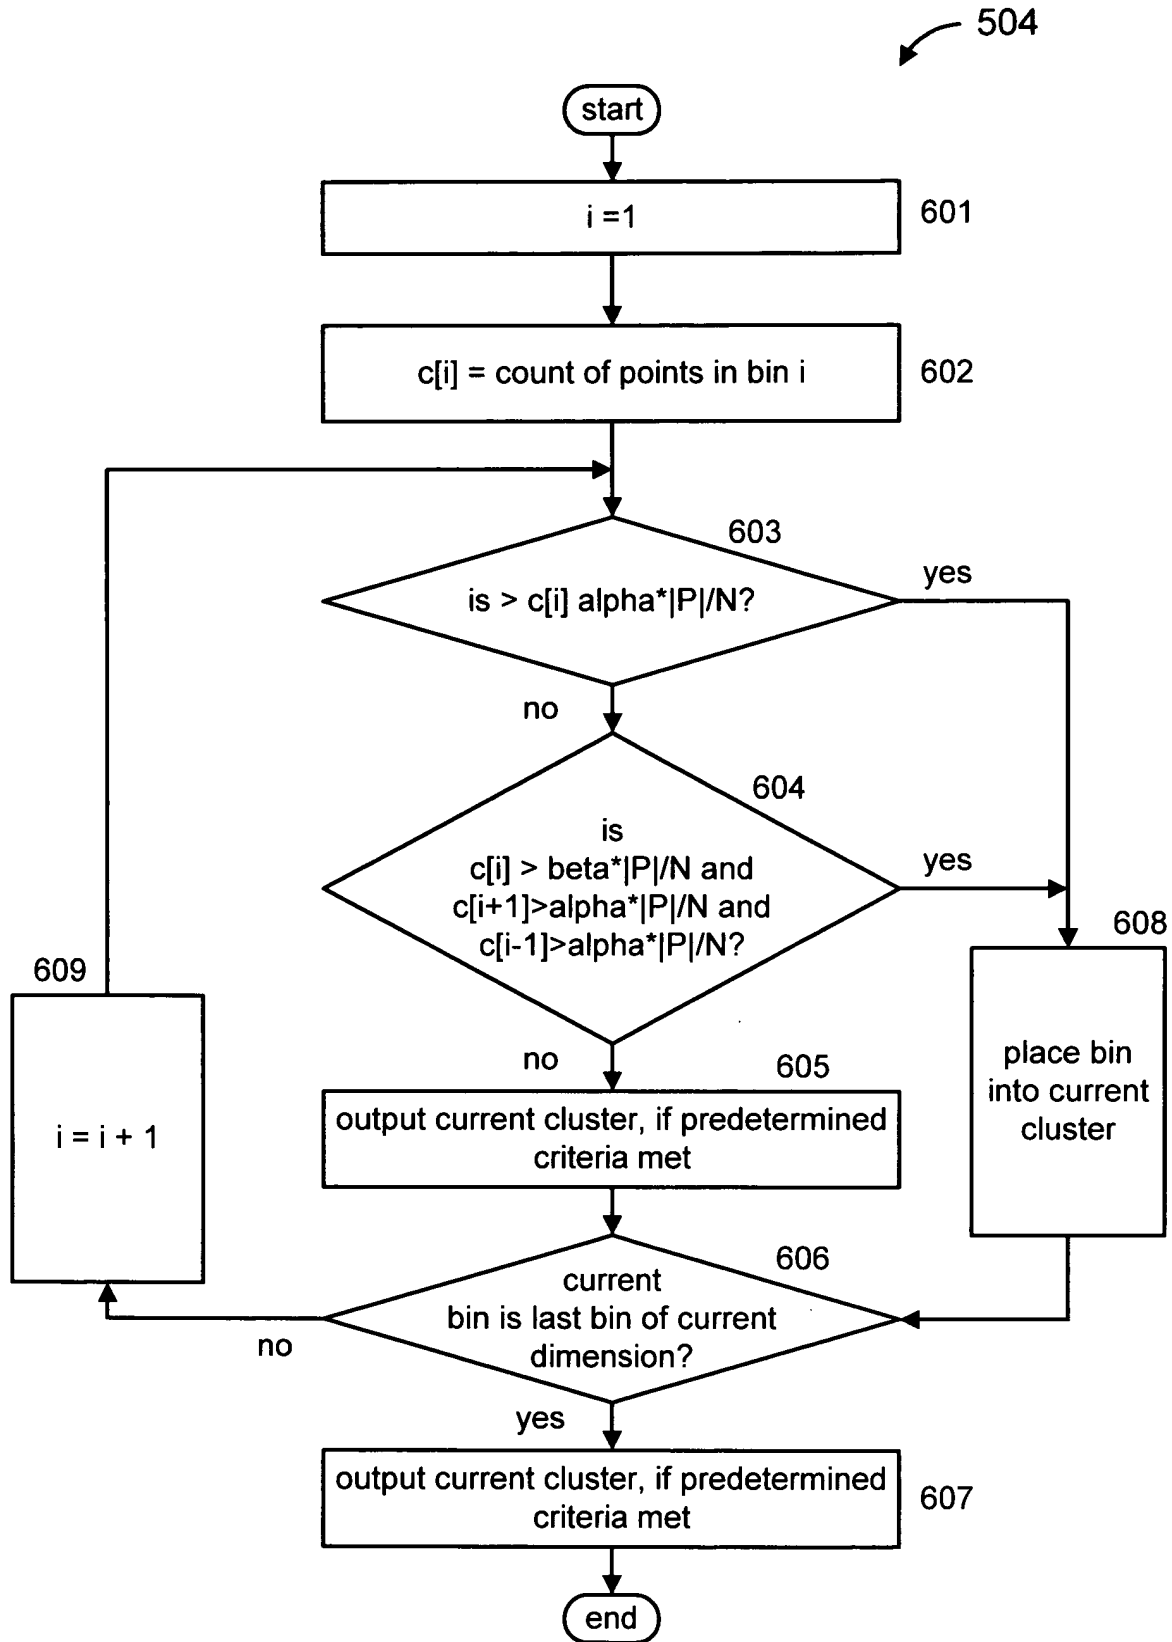 504
start
i =1
601
c[i] = count of points in bin i
602
603
yes
is > c[i] alpha*|P|/N?
no
604
is
c[i] > beta*|P|/N and
c[i+1]>alpha*|P|/N and
c[i-1]>alpha*|P|/N?
yes
608
place bin
into current
cluster
609
i = i + 1
no
605
output current cluster, if predetermined
criteria met
606
current
bin is last bin of current
dimension?
no
yes
output current cluster, if predetermined
criteria met
607
end